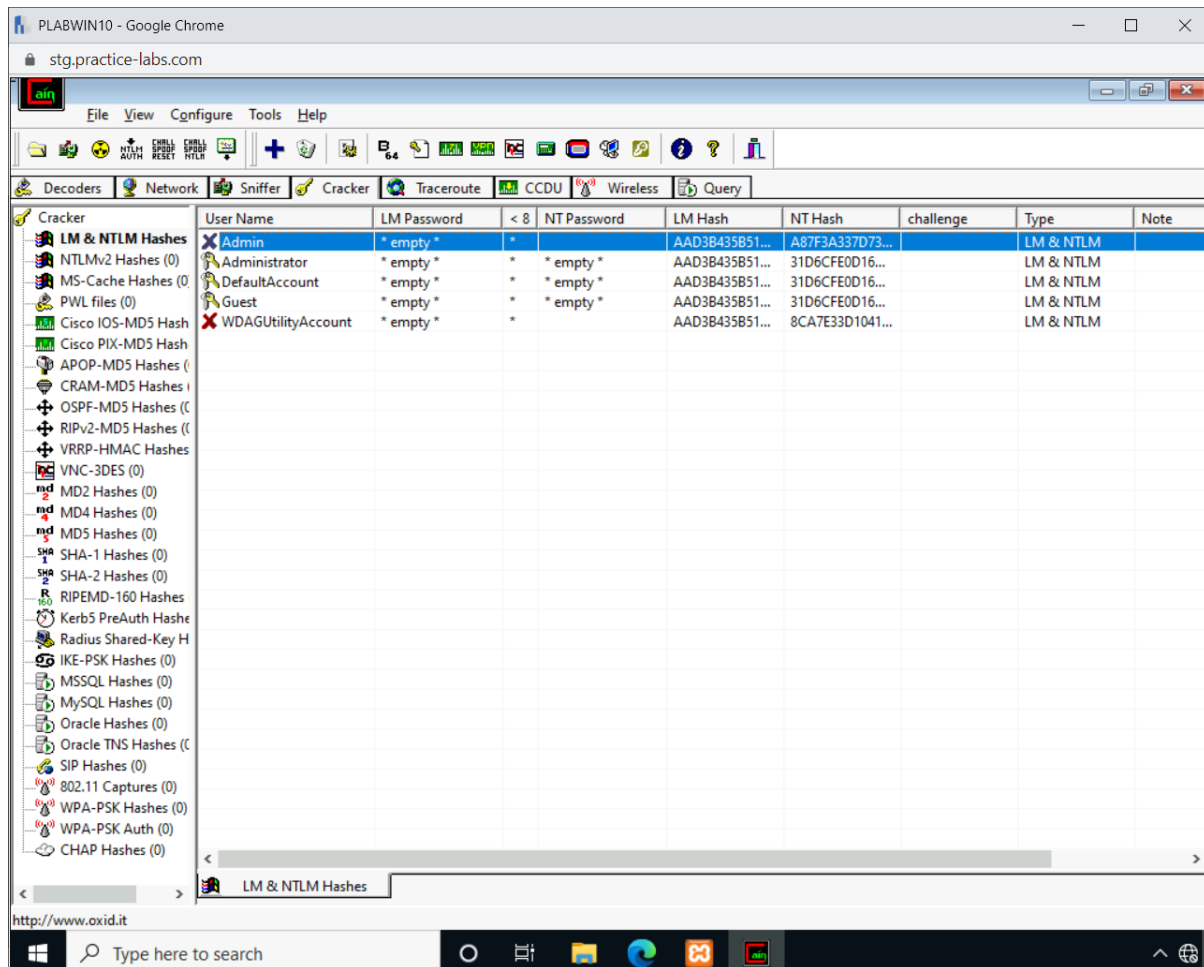 PLABWIN10 - Google Chrome
stg.practice-labs.com
File View Configure Tools Help
Decoders Network Sniffer Cracker Traceroute CCDU Wireless Query
Cracker
LM & NTLM Hashes
NTLMv2 Hashes (0)
MS-Cache Hashes (0
PWL files (0)
Cisco IOS-MD5 Hash
Cisco PIX-MD5 Hash
APOP-MD5 Hashes (
CRAM-MD5 Hashes
OSPF-MD5 Hashes (
RIPv2-MD5 Hashes (
VRRP-HMAC Hashes
VNC-3DES (0)
MD2 Hashes (0)
MD4 Hashes (0)
MD5 Hashes (0)
SHA-1 Hashes (0)
SHA-2 Hashes (0)
RIPEMD-160 Hashes
Kerb5 PreAuth Hashe
Radius Shared-Key H
IKE-PSK Hashes (0)
MSSQL Hashes (0)
MySQL Hashes (0)
Oracle Hashes (0)
Oracle TNS Hashes (
SIP Hashes (0)
802.11 Captures (0)
WPA-PSK Hashes (0)
WPA-PSK Auth (0)
CHAP Hashes (0)
User Name LM Password < 8 NT Password LM Hash NT Hash challenge Type Note
Admin * empty * * AAD3B435B51... A87F3A337D73... LM & NTLM
Administrator * empty * * * empty * AAD3B435B51... 31D6CFE0D16... LM & NTLM
DefaultAccount * empty * * * empty * AAD3B435B51... 31D6CFE0D16... LM & NTLM
Guest * empty * * * empty * AAD3B435B51... 31D6CFE0D16... LM & NTLM
WDAGUtilityAccount * empty * * AAD3B435B51... 8CA7E33D1041... LM & NTLM
LM & NTLM Hashes
http://www.oxid.it
Type here to search